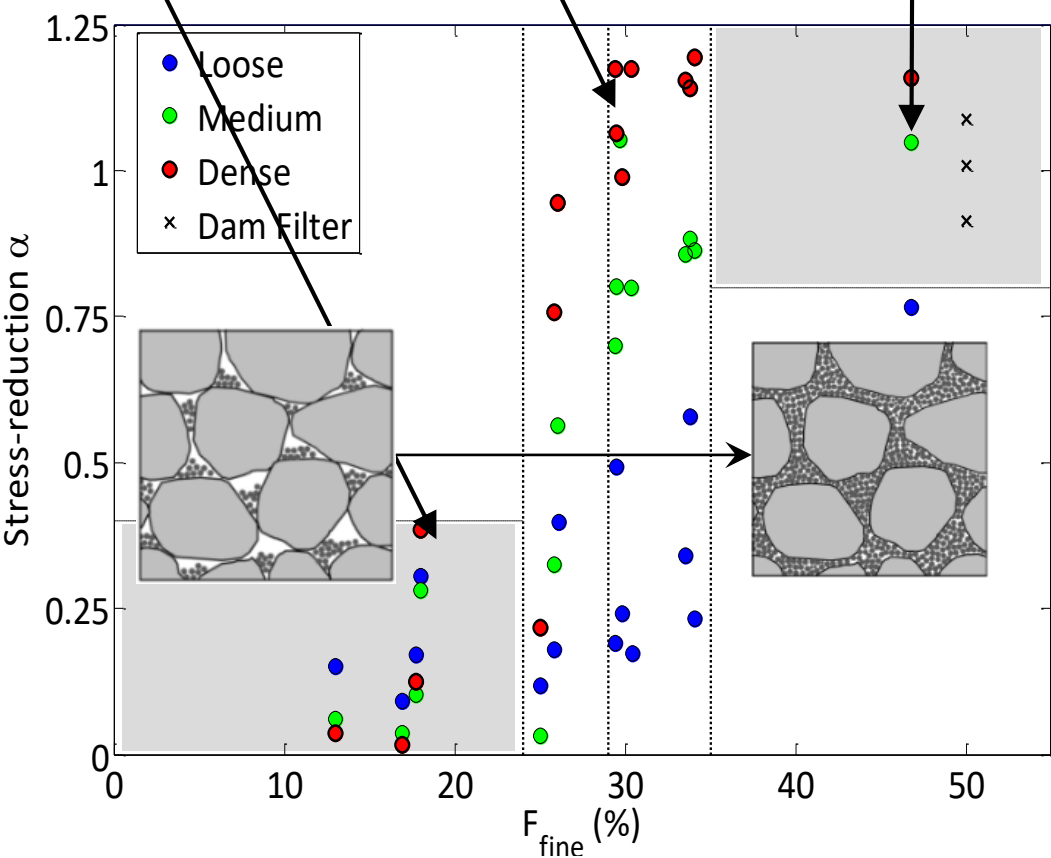 1.25
Loose
Medium
Dense
× Dam Filter
1
0.75
0.5
0.25
0
Stress-reduction α
0 10 20 30 40 50
F_fine (%)